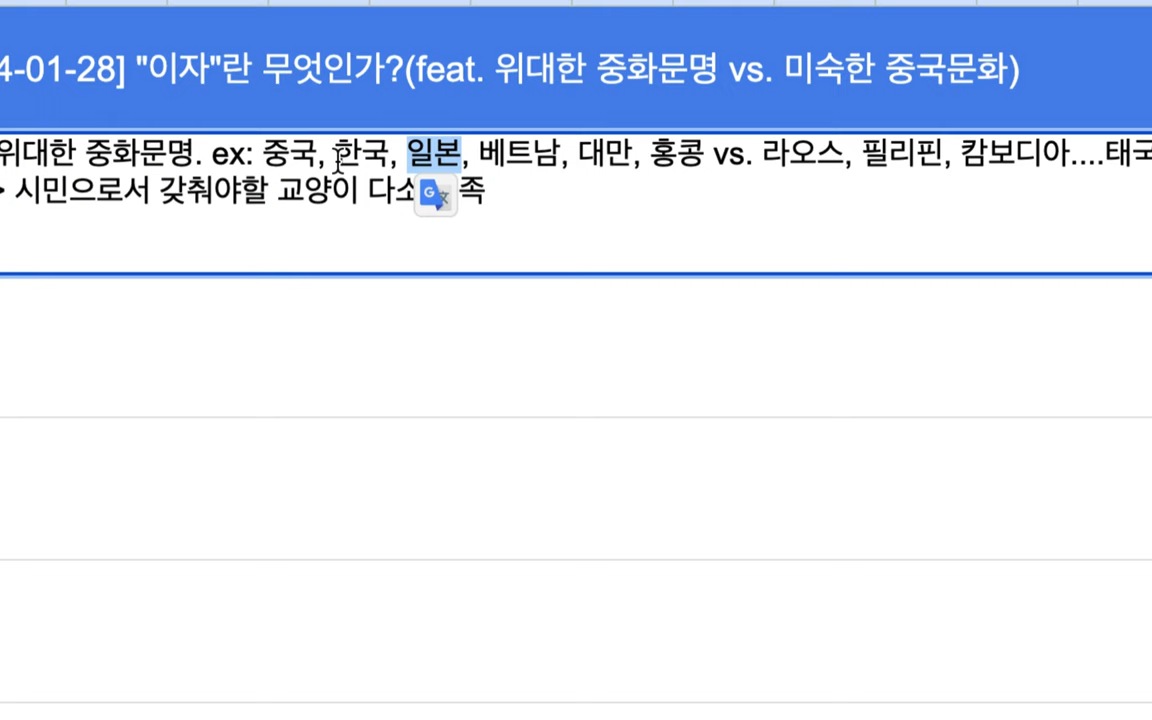 4-01-28] "이자"란 무엇인가?(feat. 위대한 중화문명 vs. 미숙한 중국문화)
위대한 중화문명. ex: 중국, 한국, 일본, 베트남, 대만, 홍콩 vs. 라오스, 필리핀, 캄보디아....태국
> 시민으로서 갖춰야할 교양이 다소 족